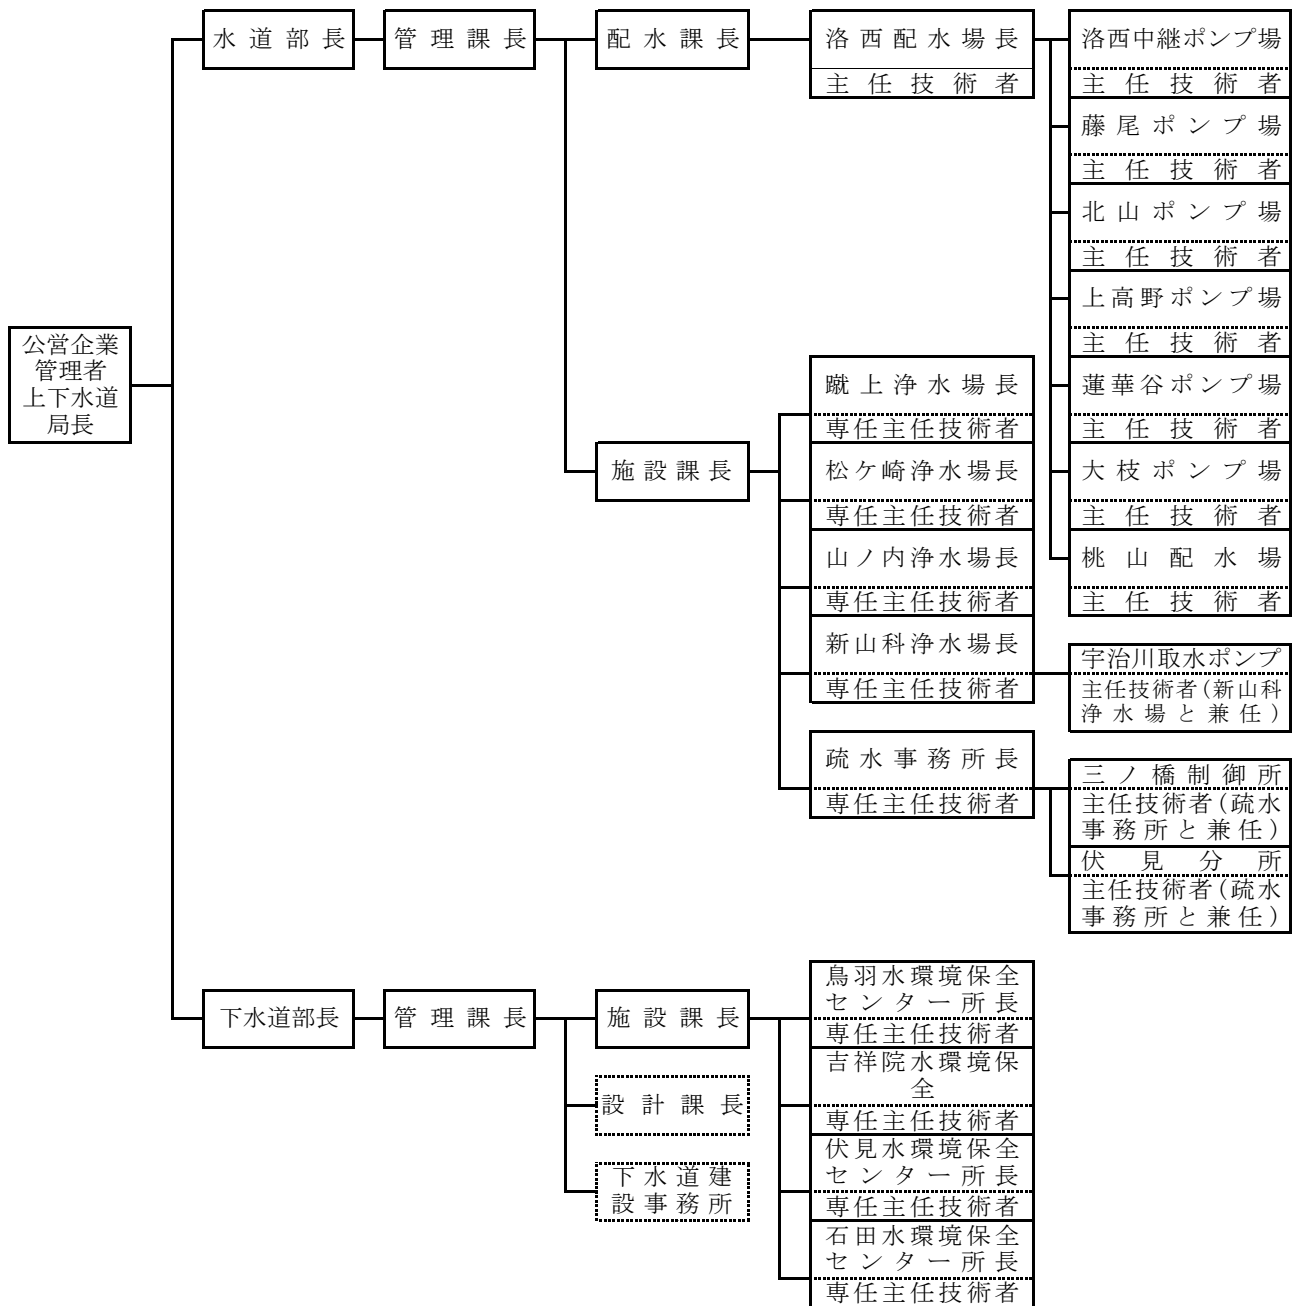 水道部長
管理課長
配水課長
洛西配水場長
主任技術者
洛西中継ポンプ場
主任技術者
藤尾ポンプ場
主任技術者
北山ポンプ場
主任技術者
上高野ポンプ場
主任技術者
蓮華谷ポンプ場
主任技術者
大枝ポンプ場
主任技術者
桃山配水場
主任技術者
公営企業
管理者
上下水道
局長
施設課長
蹴上浄水場長
専任主任技術者
松ケ崎浄水場長
専任主任技術者
山ノ内浄水場長
専任主任技術者
新山科浄水場長
専任主任技術者
宇治川取水ポンプ
主任技術者(新山科
浄水場と兼任)
疏水事務所長
専任主任技術者
三ノ橋制御所
主任技術者(疏水
事務所と兼任)
伏見分所
主任技術者(疏水
事務所と兼任)
下水道部長
管理課長
施設課長
設計課長
下水道建
設事務所
鳥羽水環境保全
センター所長
専任主任技術者
吉祥院水環境保
全
専任主任技術者
伏見水環境保全
センター所長
専任主任技術者
石田水環境保全
センター所長
専任主任技術者